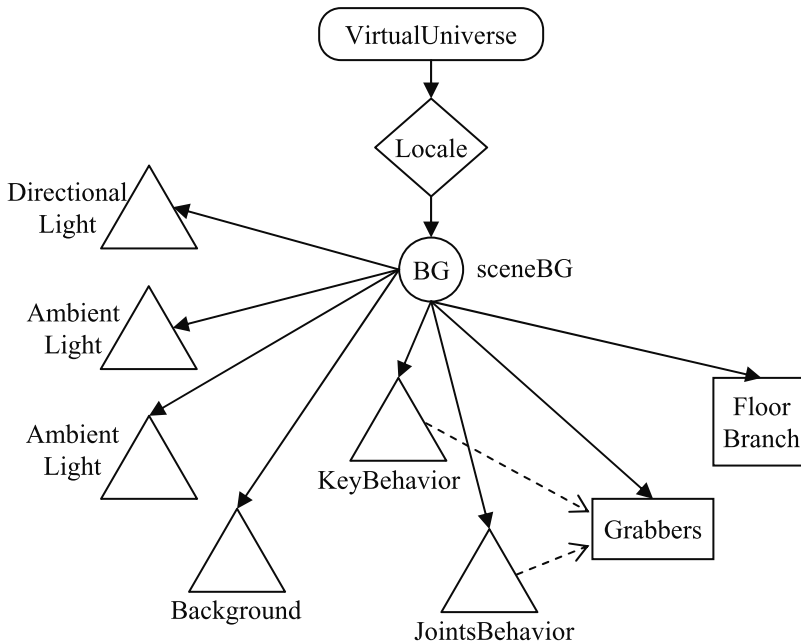 VirtualUniverse
Locale
Directional
Light
BG
sceneBG
Ambient
Light
Ambient
Light
KeyBehavior
Floor
Branch
Grabbers
Background
JointsBehavior